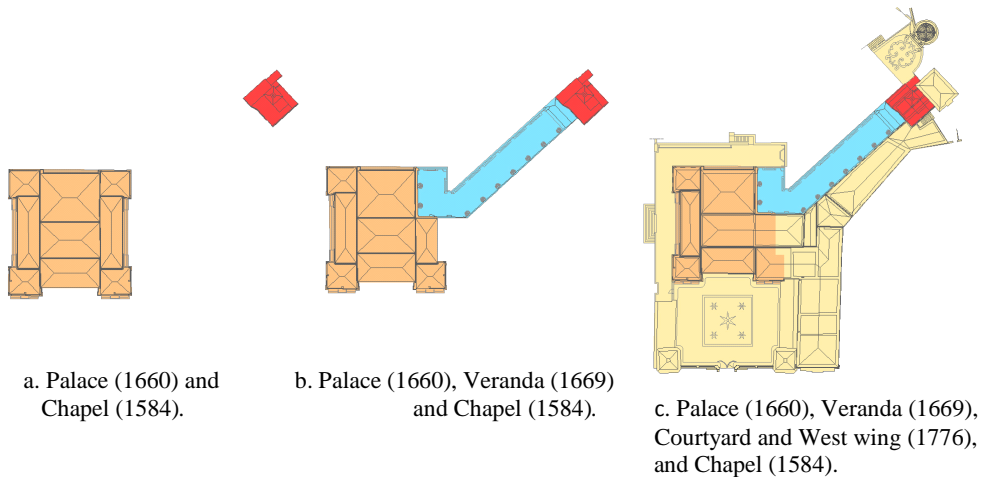 a. Palace (1660) and
Chapel (1584).
b. Palace (1660), Veranda (1669)
and Chapel (1584).
c. Palace (1660), Veranda (1669),
Courtyard and West wing (1776),
and Chapel (1584).